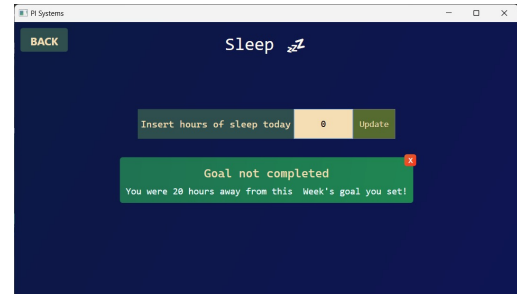 PI Systems
BACK
Sleep 💤
Insert hours of sleep today 0 Update
X
Goal not completed
You were 20 hours away from this  Week's goal you set!